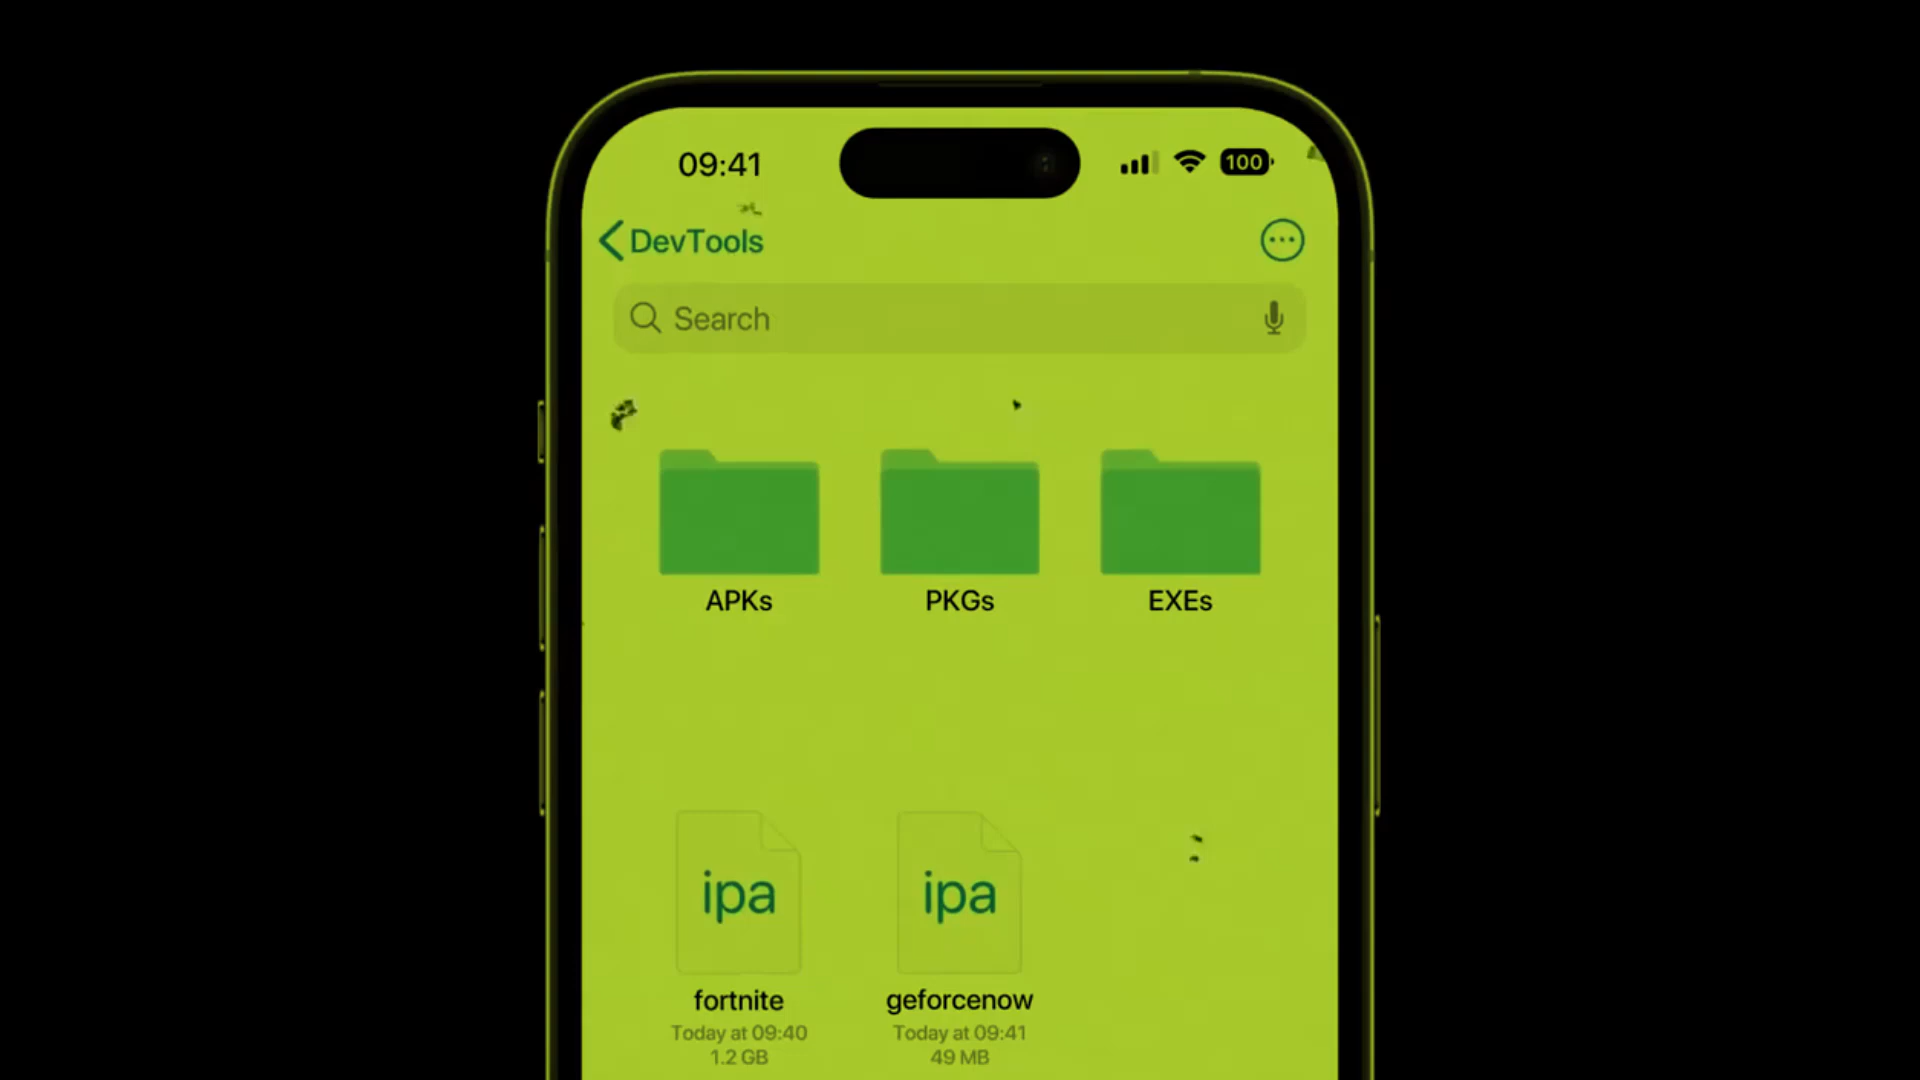 09:41
100
DevTools
Search
APKs
PKGs
EXEs
ipa
ipa
fortnite
geforcenow
Today at 09:40
Today at 09:41
1.2 GB
49 MB